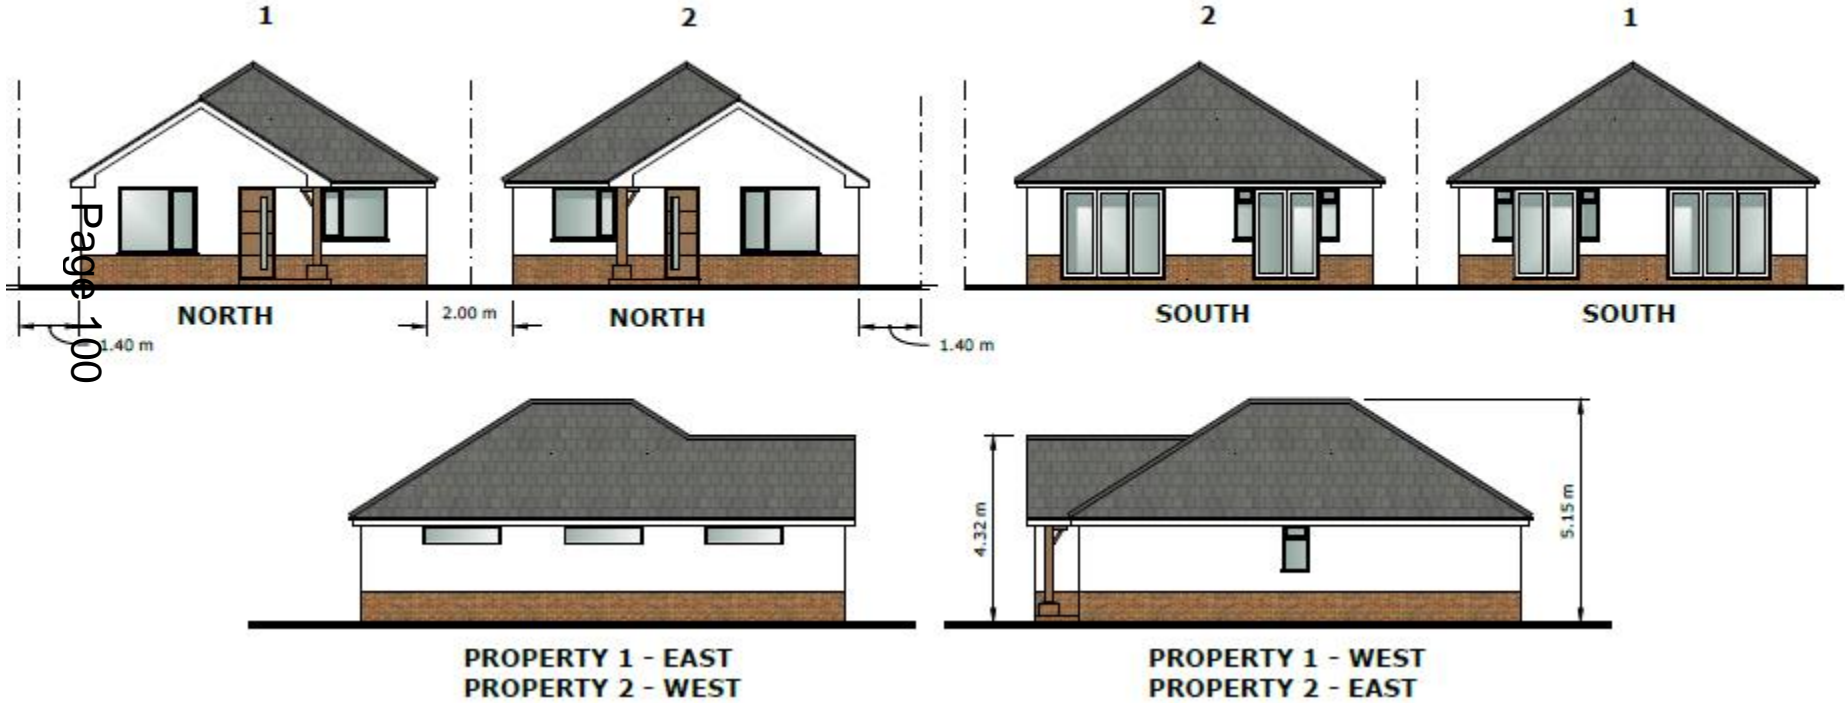 1
2
2
1
Page 100
NORTH
2.00 m
NORTH
SOUTH
SOUTH
1.40 m
1.40 m
4.32 m
5.15 m
PROPERTY 1 - EAST
PROPERTY 2 - WEST
PROPERTY 1 - WEST
PROPERTY 2 - EAST